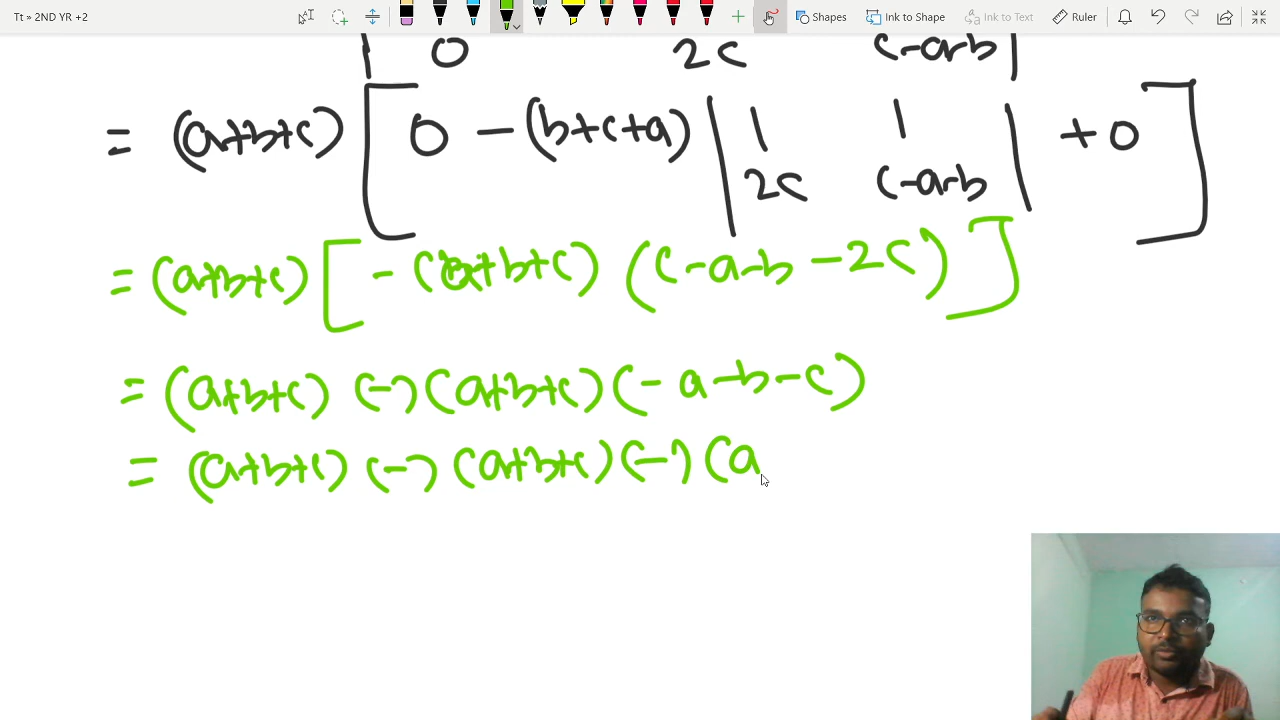 Tt » 2ND YR +2
Shapes Ink to Shape Ink to Text Ruler
0 2c c-a-b
= (a+b+c) [ 0 - (b+c+a) | 1 1 | + 0 ]
2c c-a-b
= (a+b+c) [ - (a+b+c) (c-a-b-2c) ]
= (a+b+c) (-) (a+b+c) (-a-b-c)
= (a+b+c) (-) (a+b+c) (-) (a